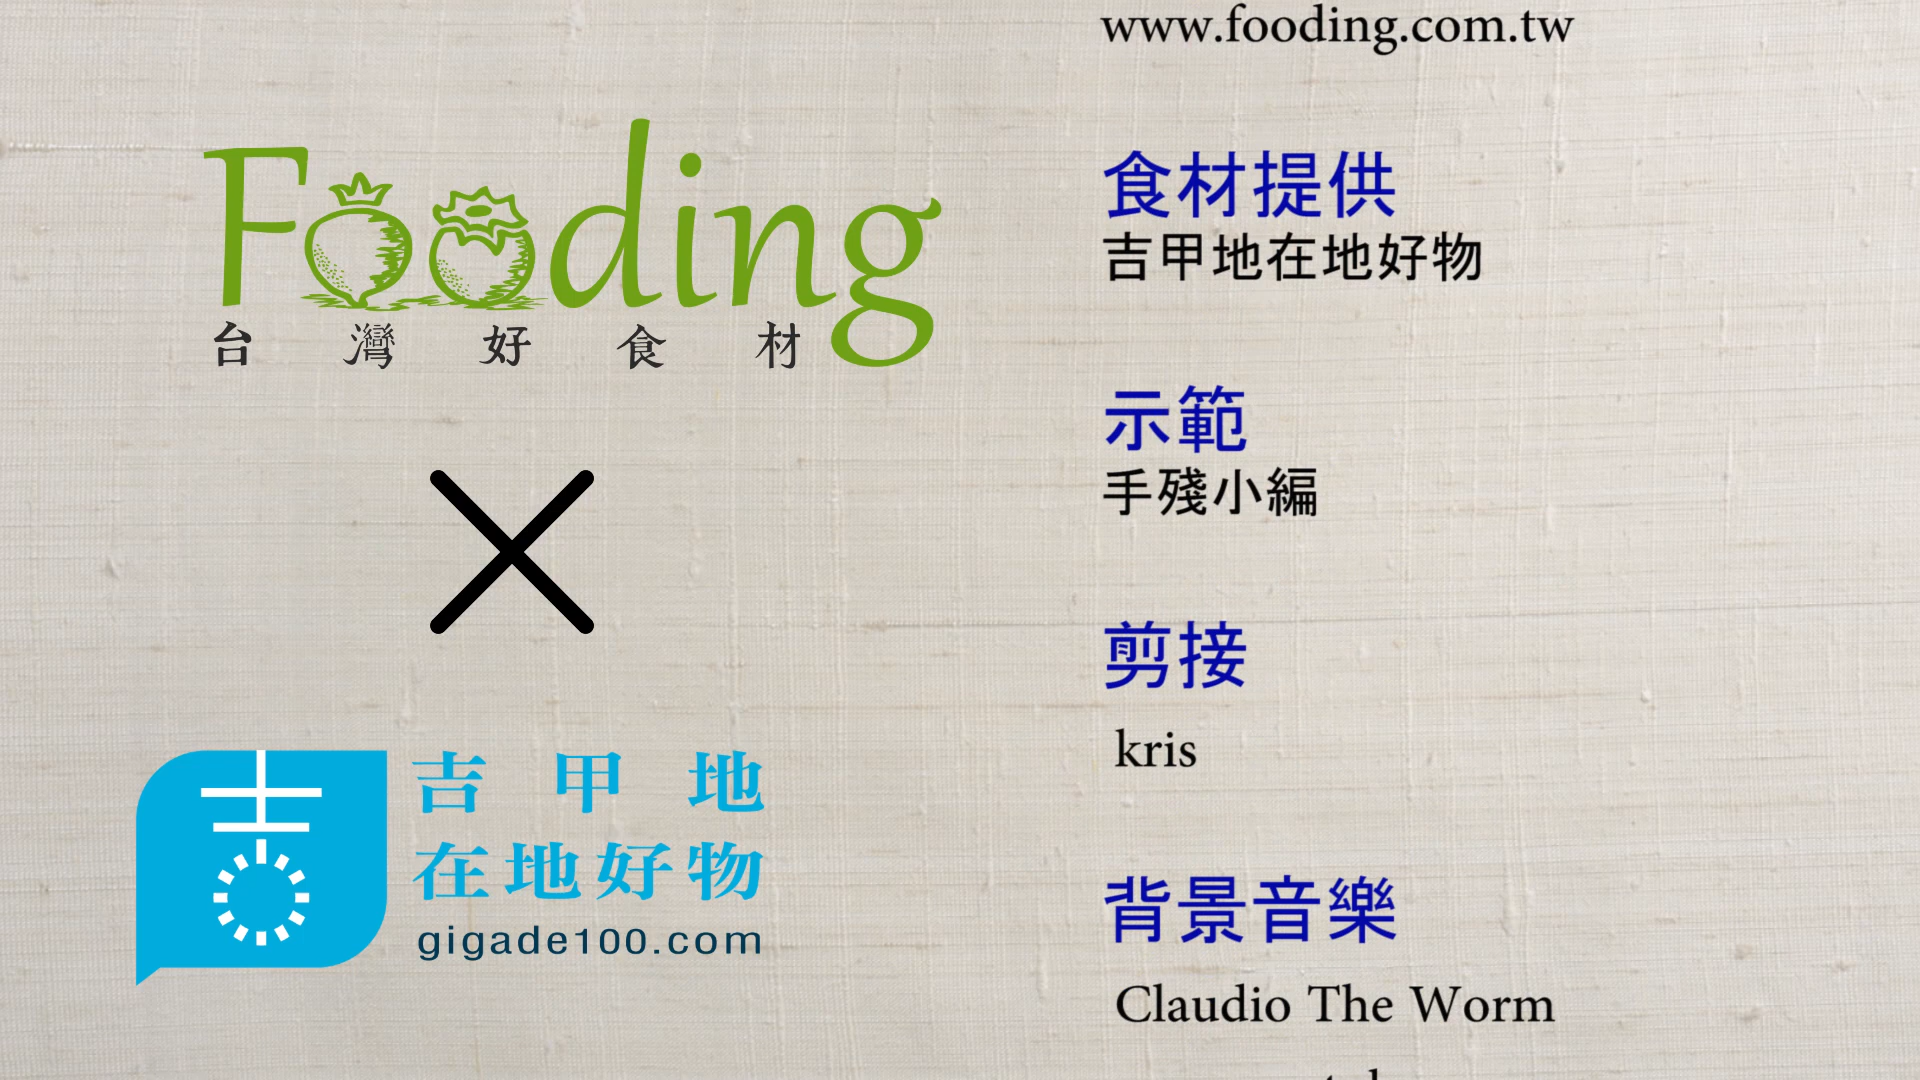 Fooding
台灣好食材
吉甲地
在地好物
gigade100.com
www.fooding.com.tw
食材提供
吉甲地在地好物
示範
手殘小編
剪接
kris
背景音樂
Claudio The Worm